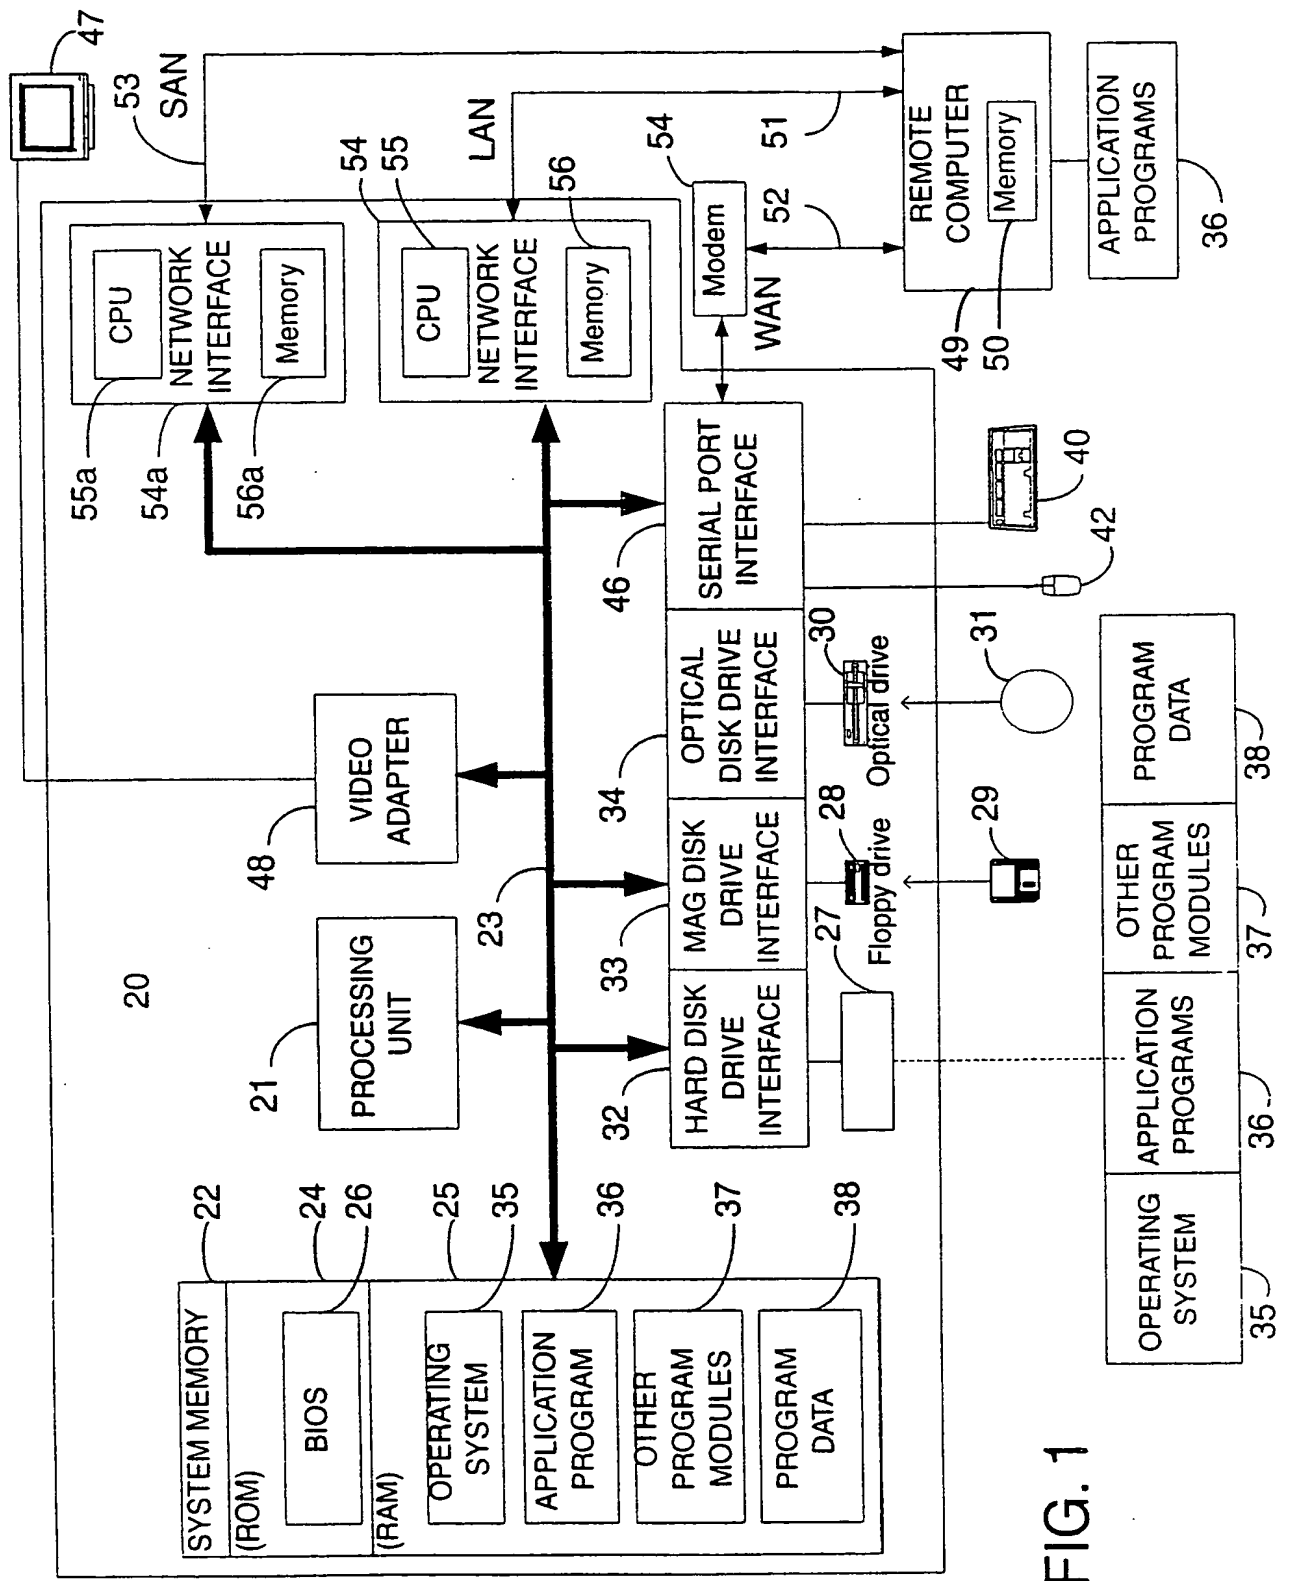 20
SYSTEM MEMORY
22
(ROM)
24
BIOS
26
(RAM)
25
OPERATING
SYSTEM
35
APPLICATION
PROGRAM
36
OTHER
PROGRAM
MODULES
37
PROGRAM
DATA
38
21
PROCESSING
UNIT
48
VIDEO
ADAPTER
23
47
55a
CPU
54a
NETWORK
INTERFACE
56a
Memory
53
SAN
54
55
CPU
NETWORK
INTERFACE
56
Memory
LAN
32
HARD DISK
DRIVE
INTERFACE
33
MAG DISK
DRIVE
INTERFACE
34
OPTICAL
DISK DRIVE
INTERFACE
46
SERIAL PORT
INTERFACE
54
Modem
WAN
52
51
27
28
Floppy drive
30
Optical drive
29
31
42
40
REMOTE
COMPUTER
Memory
49
50
APPLICATION
PROGRAMS
36
OPERATING
SYSTEM
35
APPLICATION
PROGRAMS
36
OTHER
PROGRAM
MODULES
37
PROGRAM
DATA
38
FIG. 1